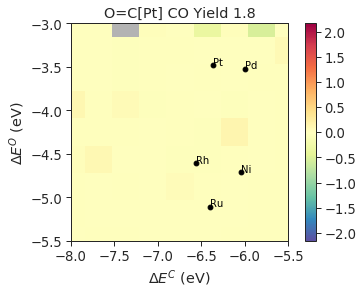 O=C[Pt] CO Yield 1.8
ΔE^O (eV)
−3.0
−3.5
−4.0
−4.5
−5.0
−5.5
Pt
Pd
Rh
Ni
Ru
−8.0 −7.5 −7.0 −6.5 −6.0 −5.5
ΔE^C (eV)
2.0
1.5
1.0
0.5
0.0
−0.5
−1.0
−1.5
−2.0